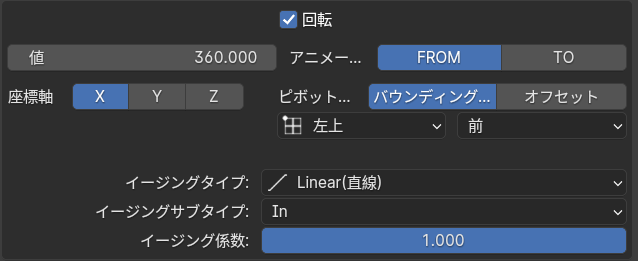 回転
値 360.000 アニメー... FROM TO
座標軸 X Y Z ピボット... バウンディング... オフセット
左上 前
イージングタイプ: Linear(直線)
イージングサブタイプ: In
イージング係数: 1.000